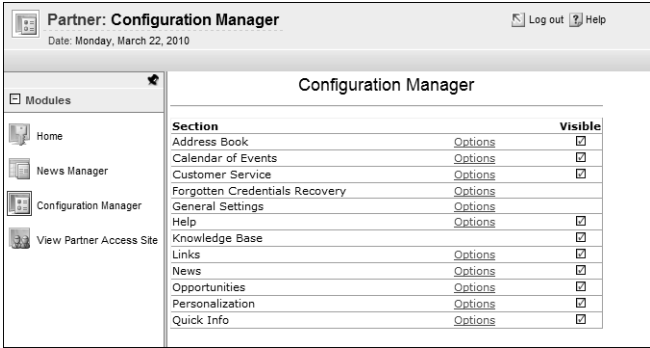 Partner: Configuration Manager
Log out Help
Date: Monday, March 22, 2010
Modules
Home
News Manager
Configuration Manager
View Partner Access Site
Configuration Manager
Section Visible
Address Book Options
Calendar of Events Options
Customer Service Options
Forgotten Credentials Recovery Options
General Settings Options
Help Options
Knowledge Base
Links Options
News Options
Opportunities Options
Personalization Options
Quick Info Options